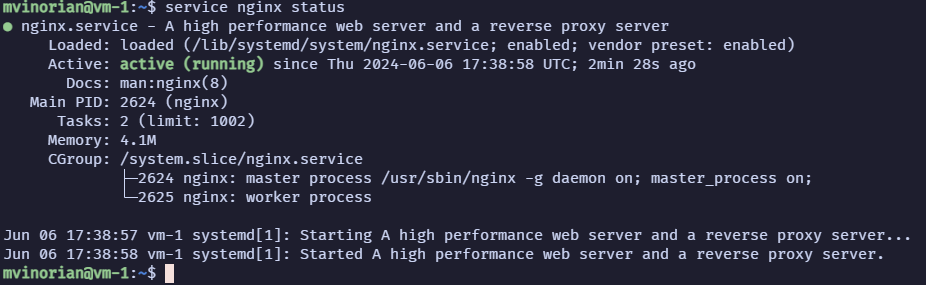 mvinorian@vm-1:~$ service nginx status
● nginx.service - A high performance web server and a reverse proxy server
     Loaded: loaded (/lib/systemd/system/nginx.service; enabled; vendor preset: enabled)
     Active: active (running) since Thu 2024-06-06 17:38:58 UTC; 2min 28s ago
       Docs: man:nginx(8)
   Main PID: 2624 (nginx)
      Tasks: 2 (limit: 1002)
     Memory: 4.1M
     CGroup: /system.slice/nginx.service
             ├─2624 nginx: master process /usr/sbin/nginx -g daemon on; master_process on;
             └─2625 nginx: worker process
Jun 06 17:38:57 vm-1 systemd[1]: Starting A high performance web server and a reverse proxy server...
Jun 06 17:38:58 vm-1 systemd[1]: Started A high performance web server and a reverse proxy server.
mvinorian@vm-1:~$